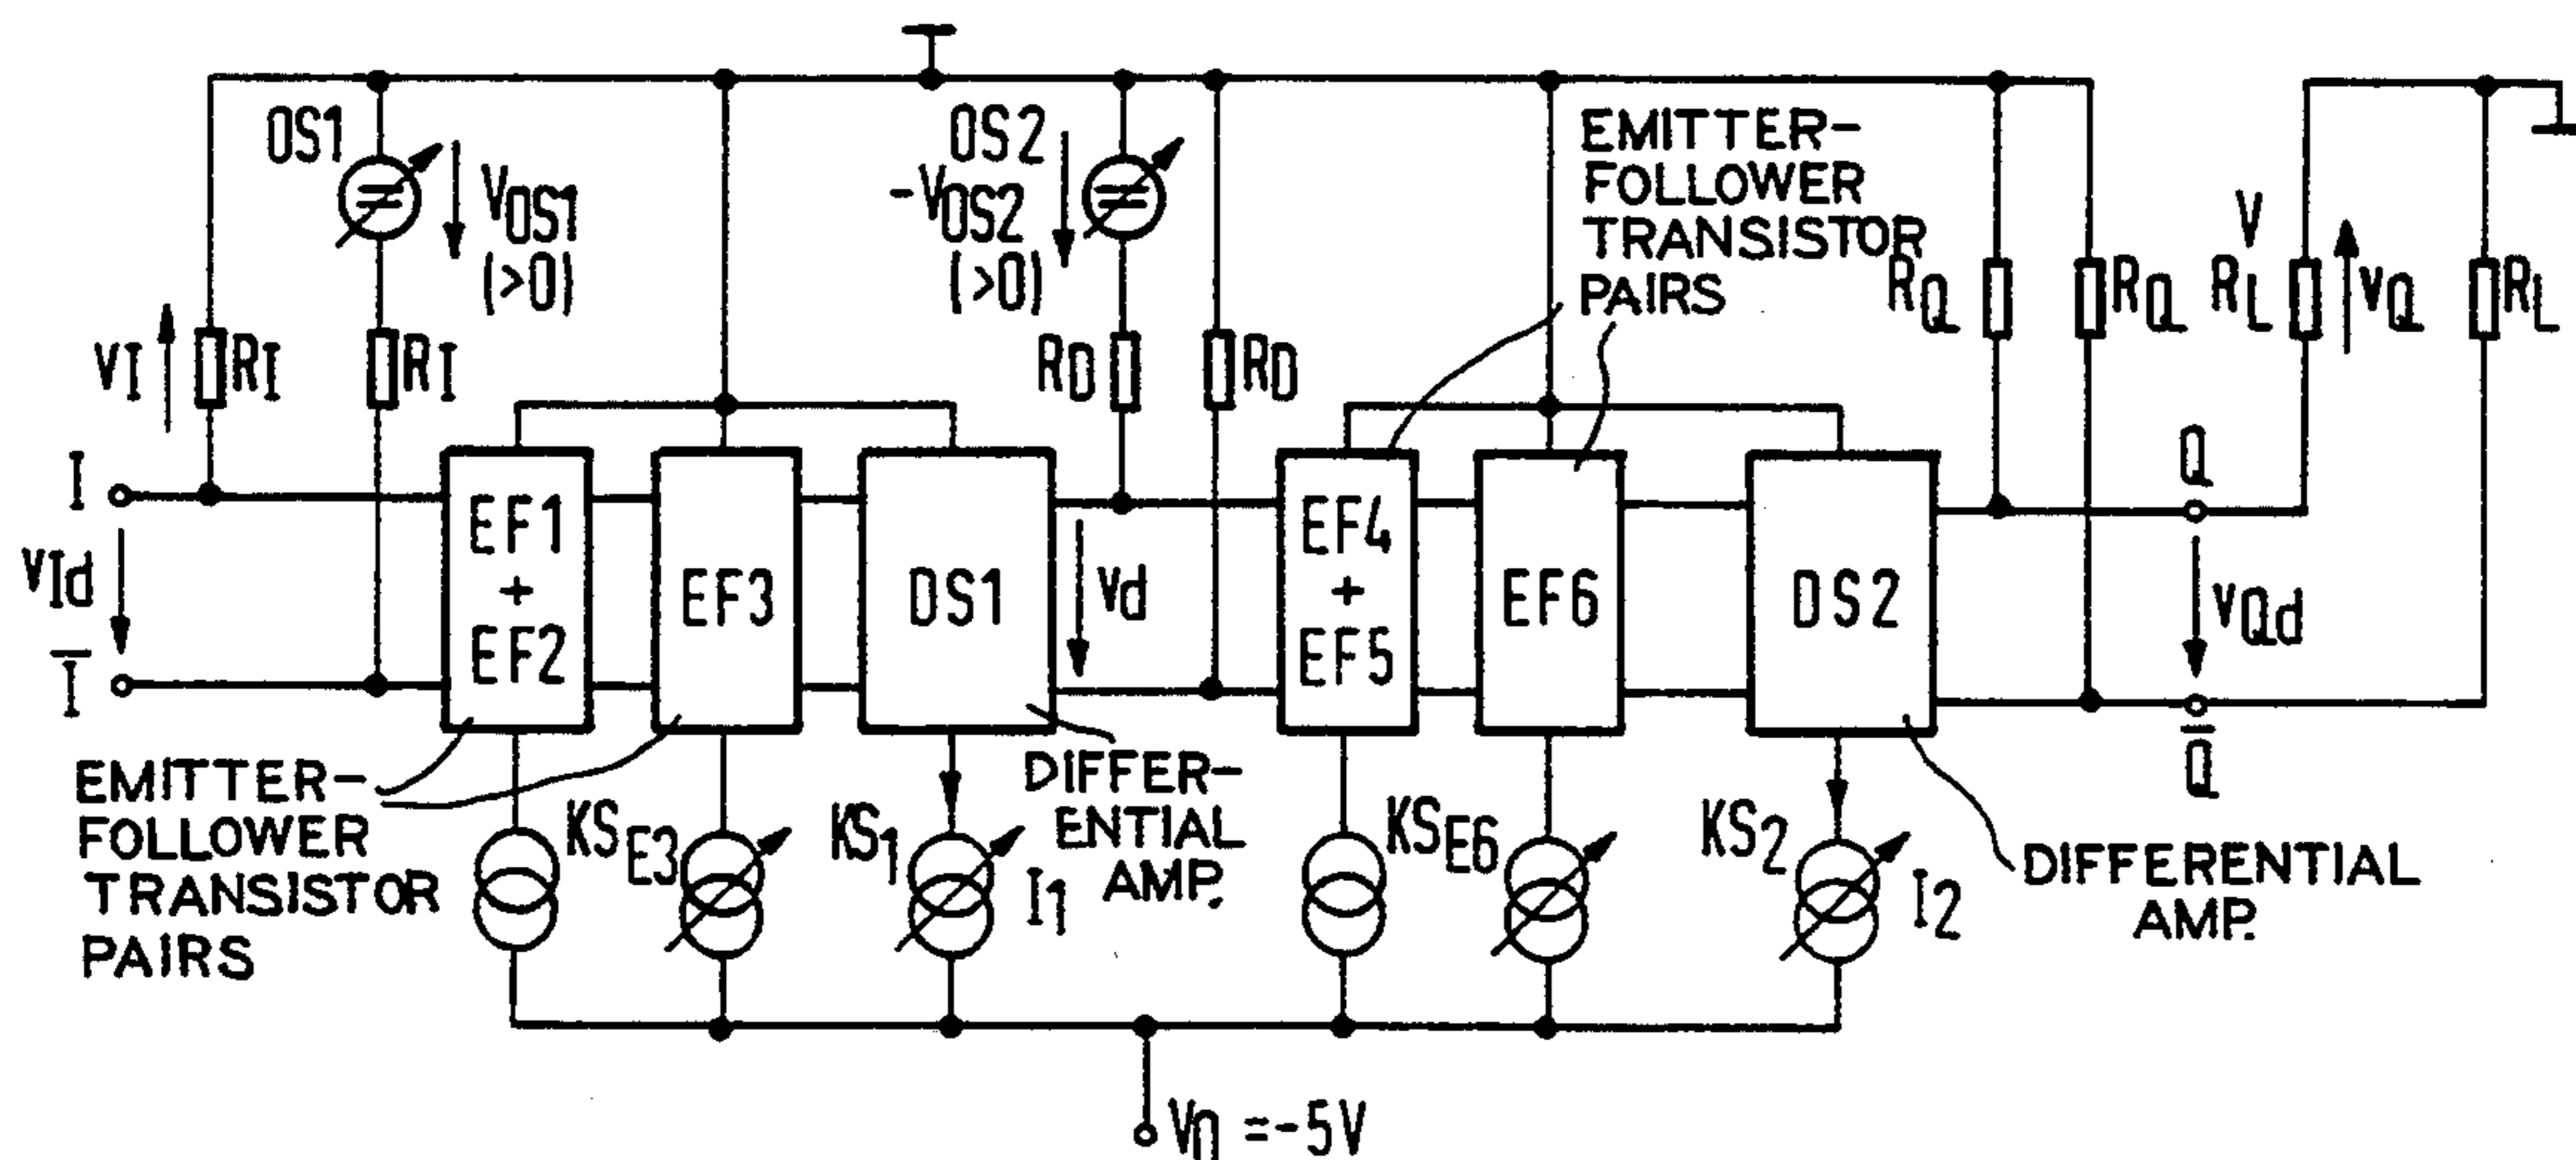 OS1
VOS1
(>0)
OS2
-VOS2
(>0)
EMITTER-
FOLLOWER
TRANSISTOR
PAIRS
vI
RI
RI
RD
RD
RQ
RQ
V
RL
vQ
RL
I
vId
I
EF1
+
EF2
EF3
DS1
vd
EF4
+
EF5
EF6
DS2
Q
vQd
Q
EMITTER-
FOLLOWER
TRANSISTOR
PAIRS
KSE3
KS1
I1
DIFFER-
ENTIAL
AMP.
KSE6
KS2
I2
DIFFERENTIAL
AMP.
V0 =-5V